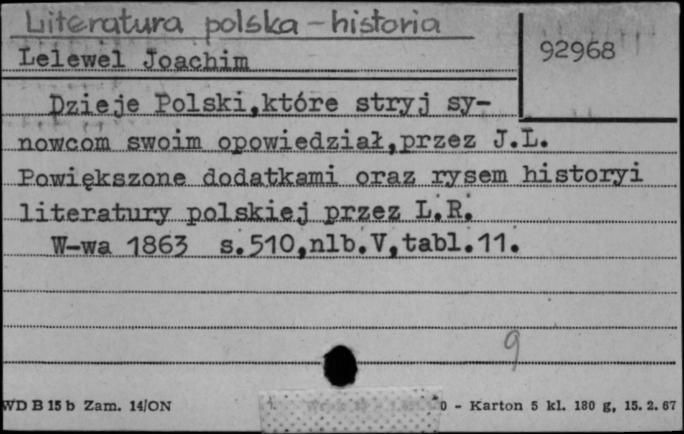 Literatura polska - historia
Lelewel Joachim
92968
Dzieje Polski,które stryj sy-
nowcom swoim opowiedział,przez J.L.
Powiększone dodatkami oraz rysem historyi
literatury polskiej przez L.R.
W-wa 1863 s.510,nlb.V,tabl.11.
9
WD B 15 b Zam. 14/ON
0 - Karton 5 kl. 180 g, 15. 2. 67